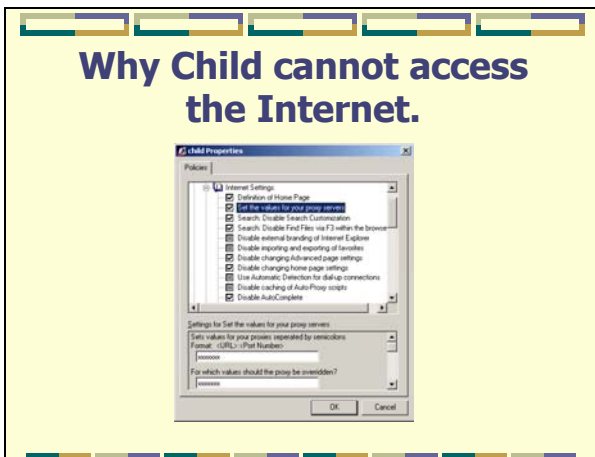 Why Child cannot access
the Internet.
child Properties
Policies
Internet Settings
Definition of Home Page
Set the values for your proxy servers
Search: Disable Search Customization
Search: Disable Find Files via F3 within the browse
Disable external branding of Internet Explorer
Disable importing and exporting of favorites
Disable changing Advanced page settings
Disable changing home page settings
Use Automatic Detection for dial-up connections
Disable caching of Auto-Proxy scripts
Disable AutoComplete
Settings for Set the values for your proxy servers
Sets values for your proxies seperated by semicolons
Format: <URL>:<Port Number>
For which values should the proxy be overidden?
OK Cancel